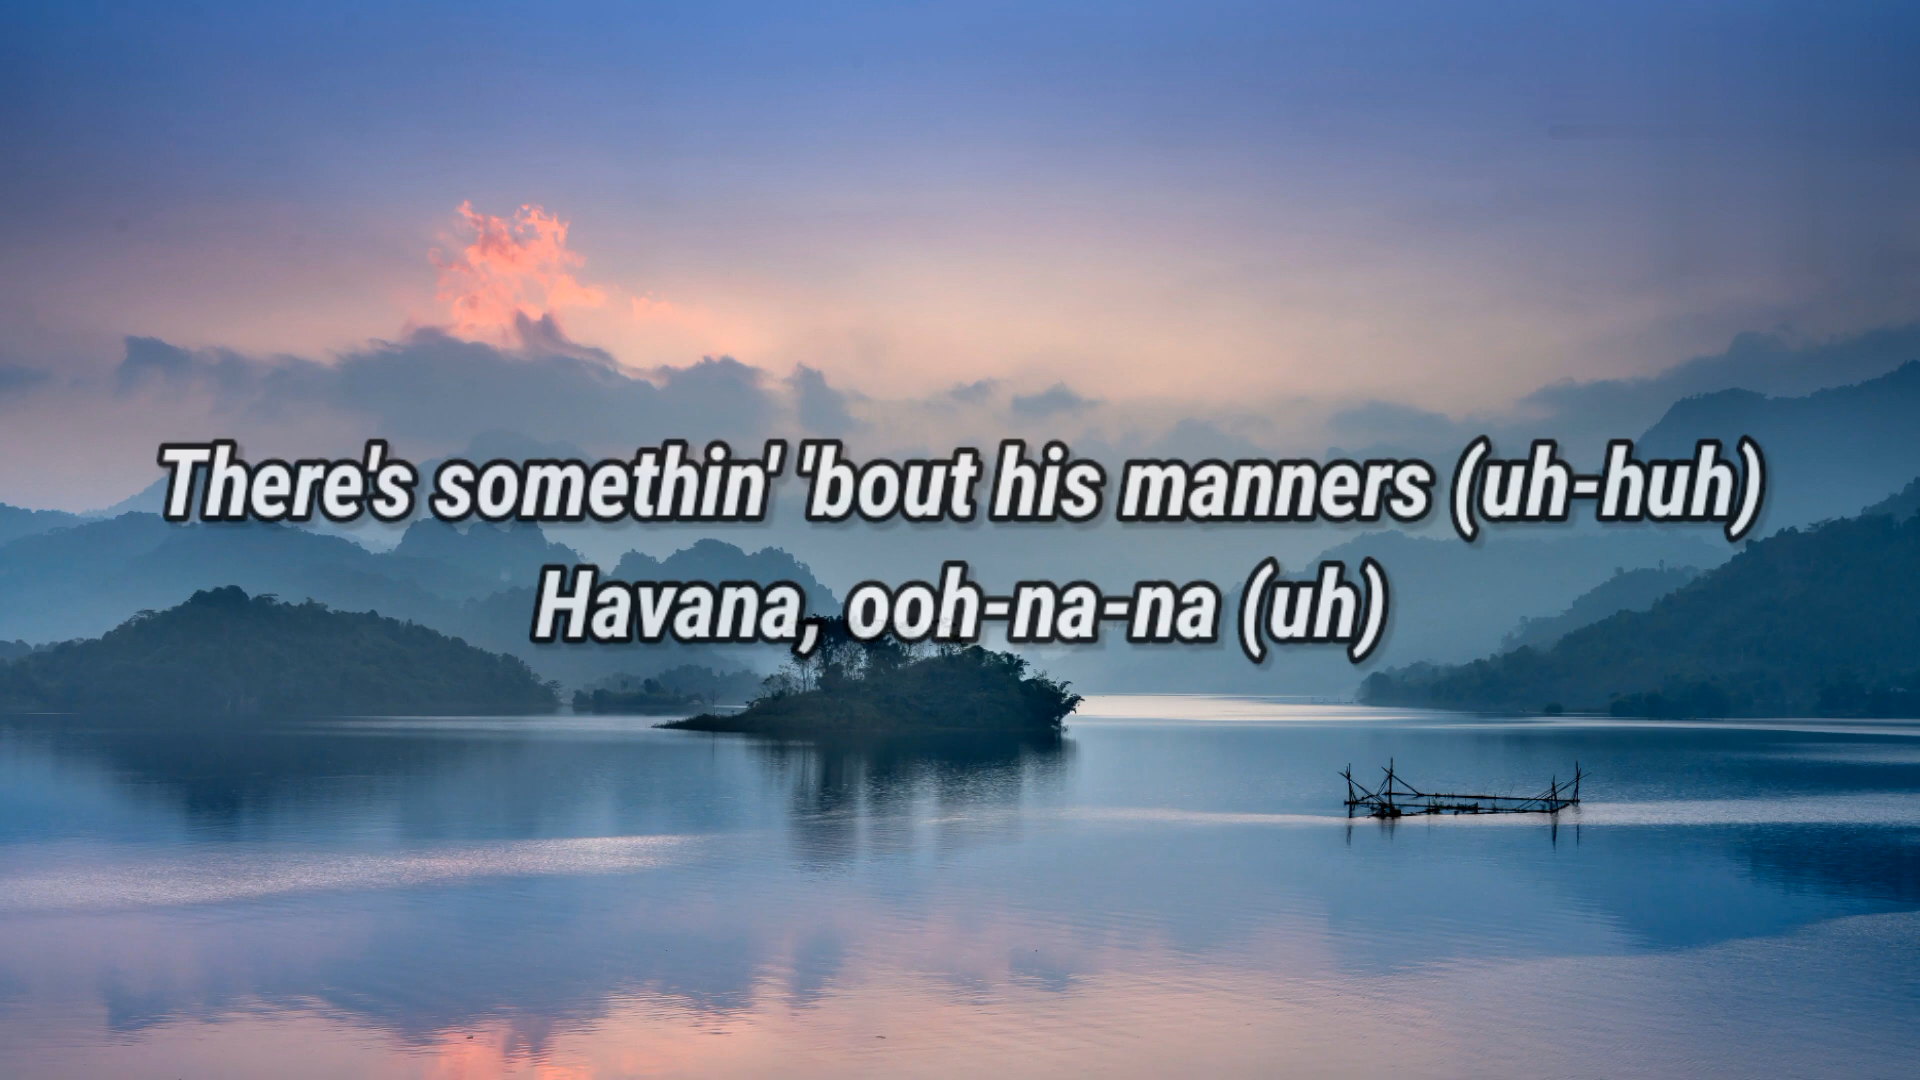 There's somethin' 'bout his manners (uh-huh)
Havana, ooh-na-na (uh)